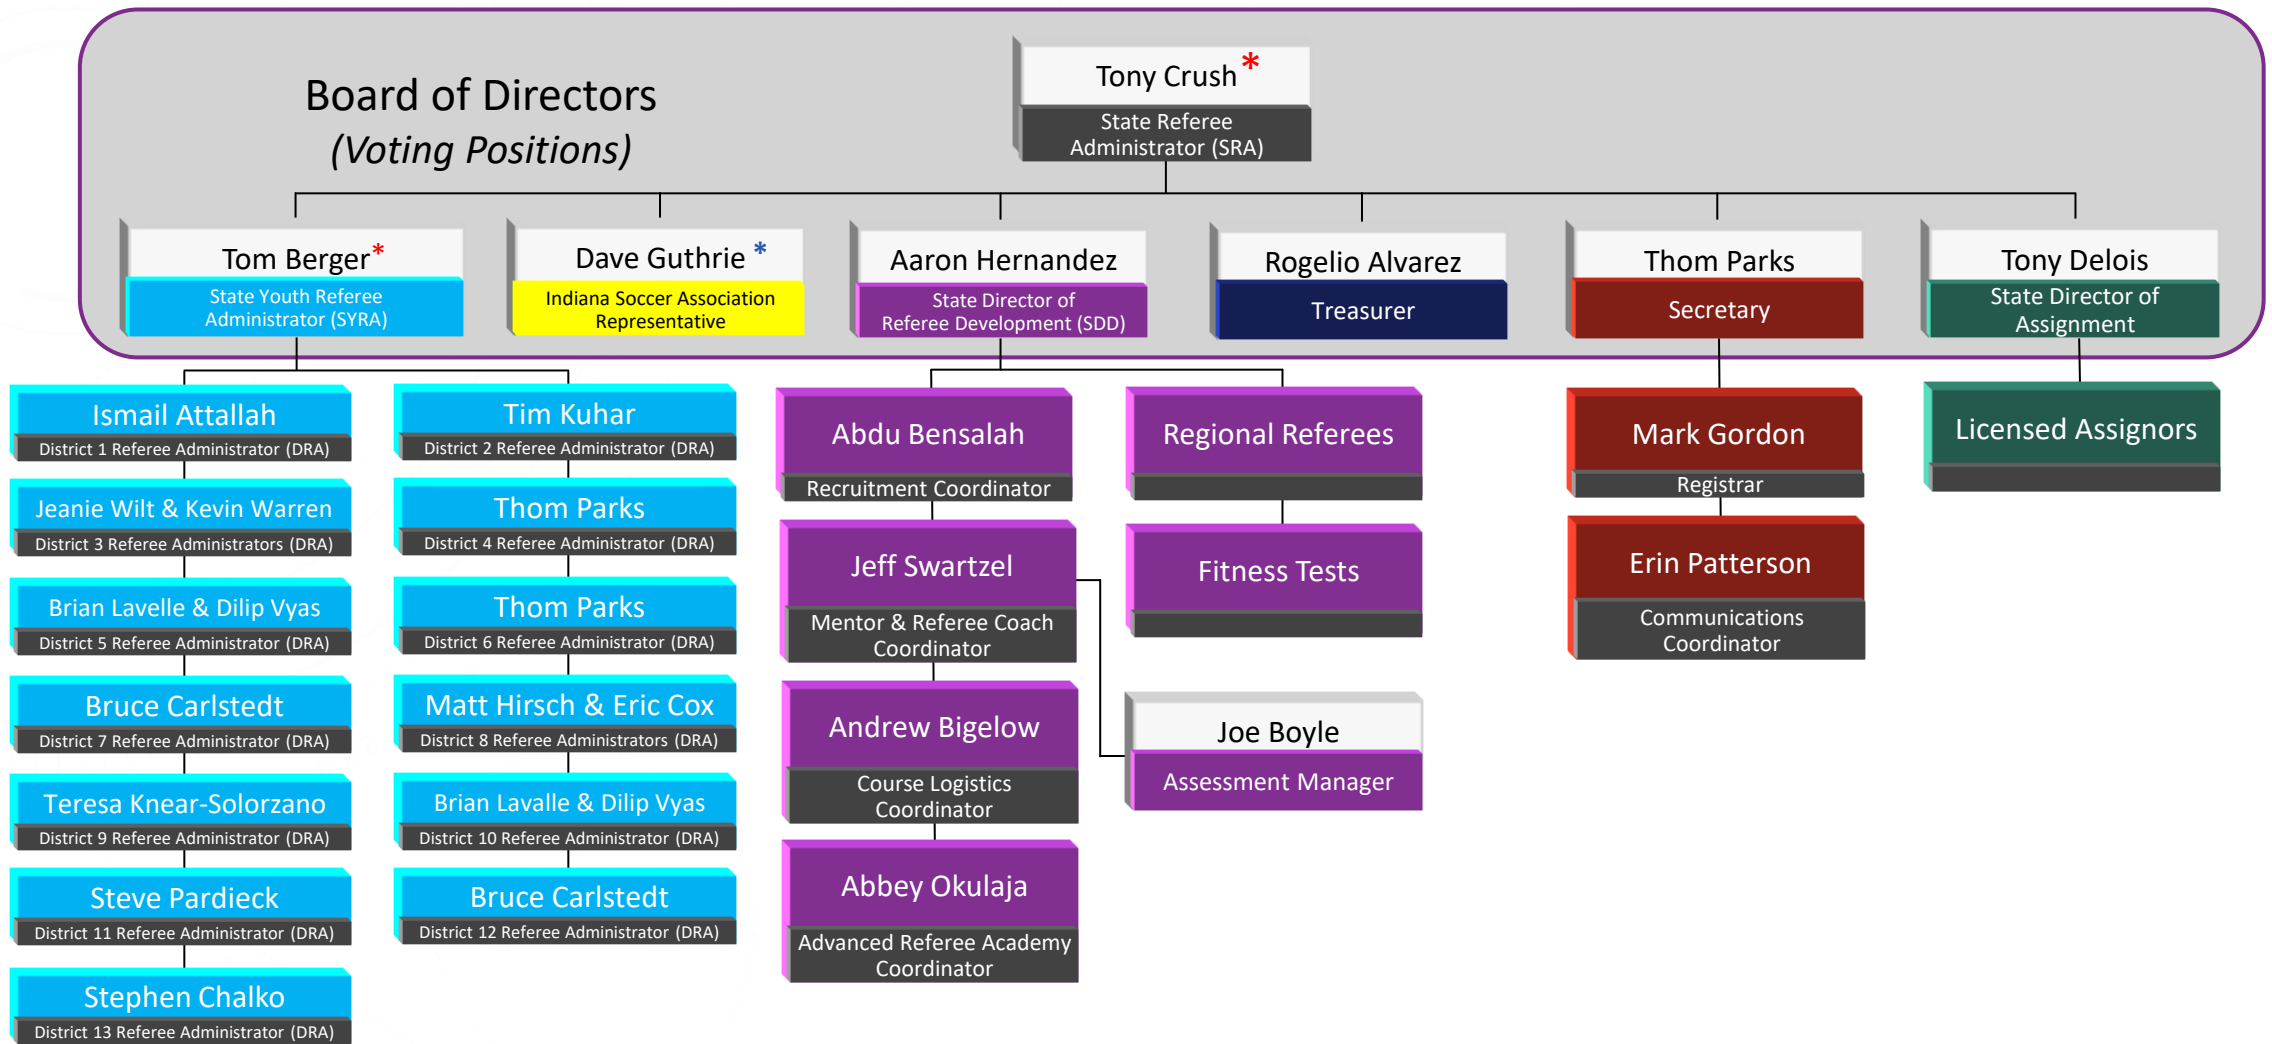 Board of Directors
(Voting Positions)
Tony Crush *
State Referee
Administrator (SRA)
Tom Berger*
State Youth Referee
Administrator (SYRA)
Dave Guthrie *
Indiana Soccer Association
Representative
Aaron Hernandez
State Director of
Referee Development (SDD)
Rogelio Alvarez
Treasurer
Thom Parks
Secretary
Tony Delois
State Director of
Assignment
Ismail Attallah
District 1 Referee Administrator (DRA)
Jeanie Wilt & Kevin Warren
District 3 Referee Administrators (DRA)
Brian Lavelle & Dilip Vyas
District 5 Referee Administrator (DRA)
Bruce Carlstedt
District 7 Referee Administrator (DRA)
Teresa Knear-Solorzano
District 9 Referee Administrator (DRA)
Steve Pardieck
District 11 Referee Administrator (DRA)
Stephen Chalko
District 13 Referee Administrator (DRA)
Tim Kuhar
District 2 Referee Administrator (DRA)
Thom Parks
District 4 Referee Administrator (DRA)
Thom Parks
District 6 Referee Administrator (DRA)
Matt Hirsch & Eric Cox
District 8 Referee Administrators (DRA)
Brian Lavalle & Dilip Vyas
District 10 Referee Administrator (DRA)
Bruce Carlstedt
District 12 Referee Administrator (DRA)
Abdu Bensalah
Recruitment Coordinator
Jeff Swartzel
Mentor & Referee Coach
Coordinator
Andrew Bigelow
Course Logistics
Coordinator
Abbey Okulaja
Advanced Referee Academy
Coordinator
Regional Referees
Fitness Tests
Joe Boyle
Assessment Manager
Mark Gordon
Registrar
Erin Patterson
Communications
Coordinator
Licensed Assignors